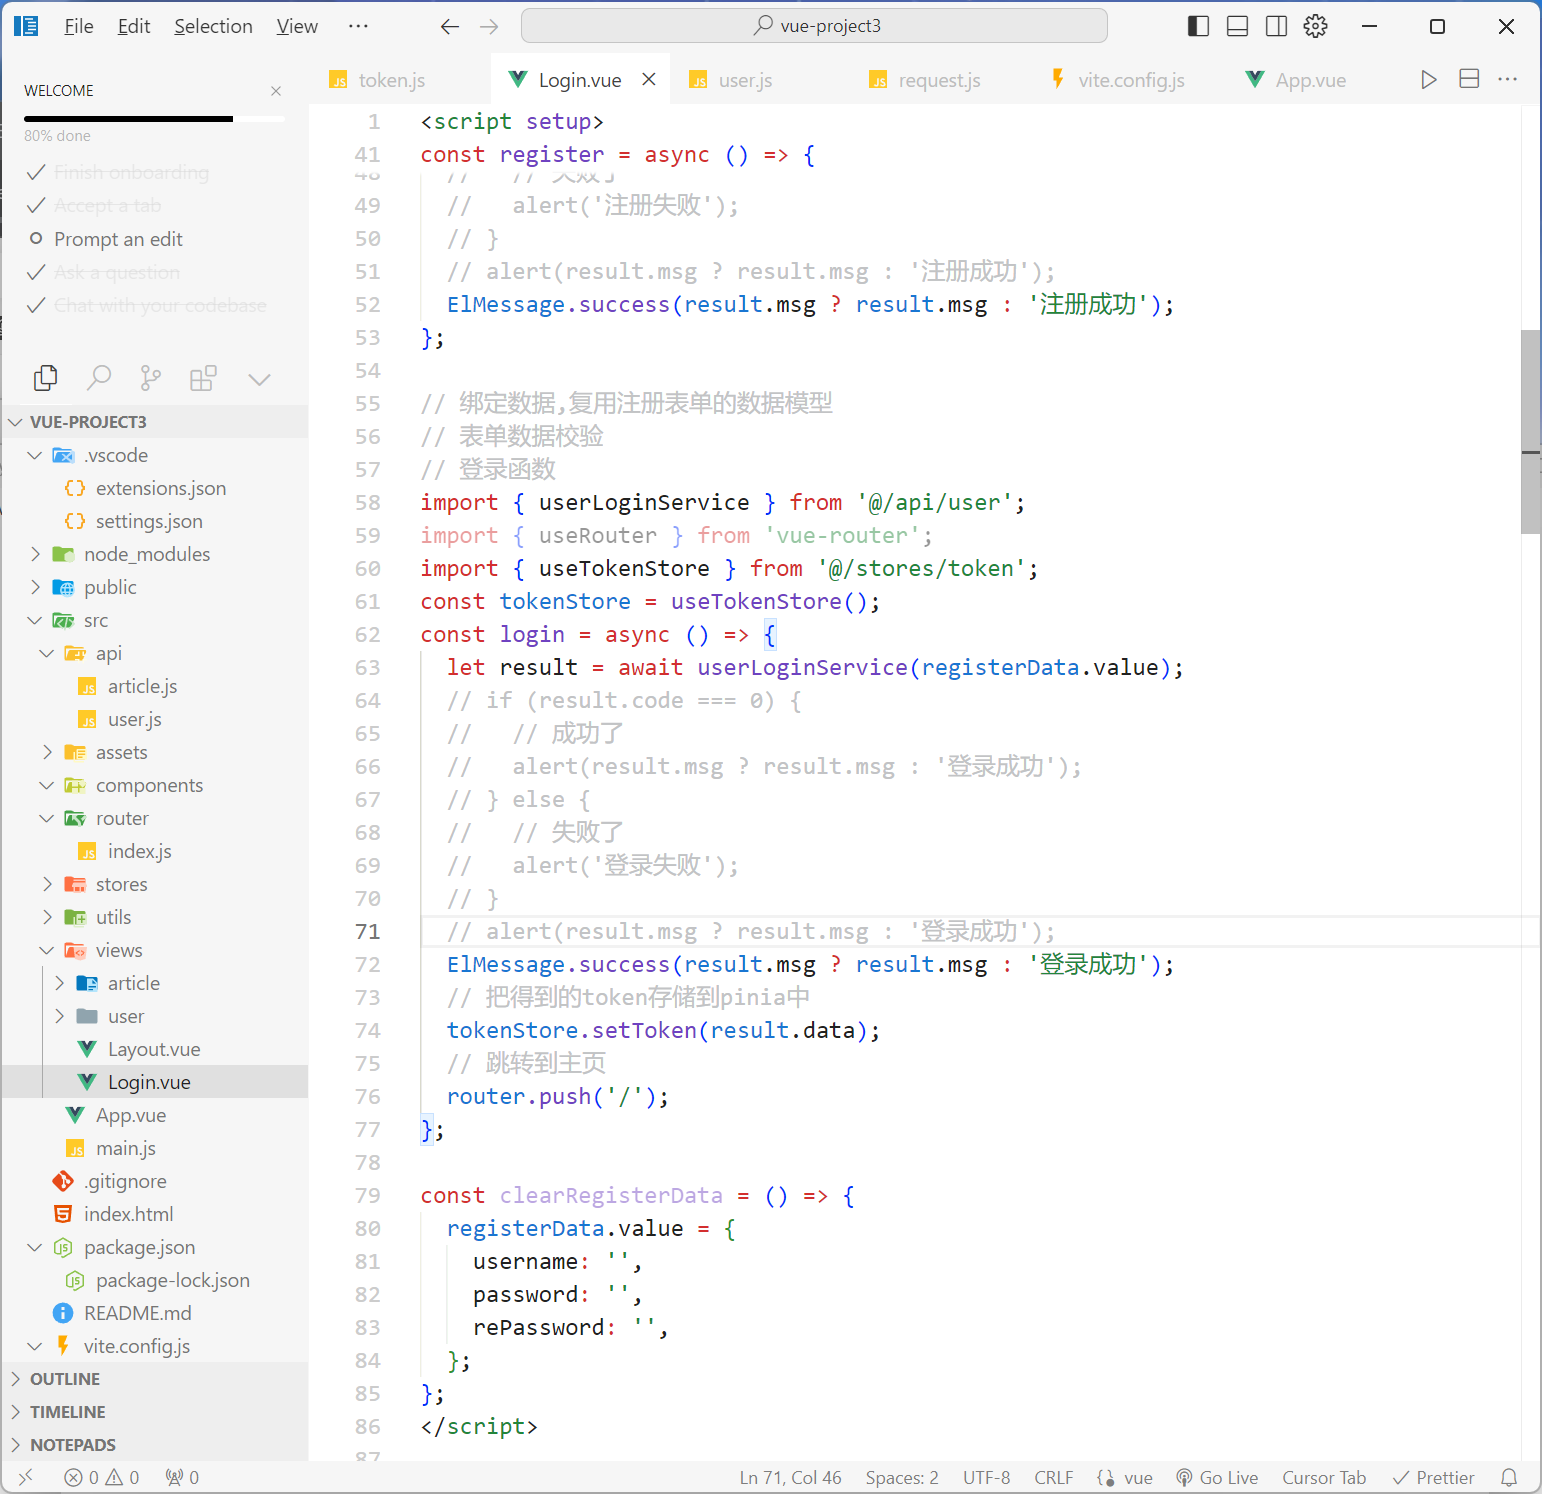 File Edit Selection View ··· vue-project3
WELCOME
80% done
Finish onboarding
Accept a tab
Prompt an edit
Ask a question
Chat with your codebase
VUE-PROJECT3
.vscode
extensions.json
settings.json
node_modules
public
src
api
article.js
user.js
assets
components
router
index.js
stores
utils
views
article
user
Layout.vue
Login.vue
App.vue
main.js
.gitignore
index.html
package.json
package-lock.json
README.md
vite.config.js
OUTLINE
TIMELINE
NOTEPADS
token.js Login.vue user.js request.js vite.config.js App.vue
1 <script setup>
41 const register = async () => {
48 // // 失败了
49 // alert('注册失败');
50 // }
51 // alert(result.msg ? result.msg : '注册成功');
52 ElMessage.success(result.msg ? result.msg : '注册成功');
53 };
54
55 // 绑定数据,复用注册表单的数据模型
56 // 表单数据校验
57 // 登录函数
58 import { userLoginService } from '@/api/user';
59 import { useRouter } from 'vue-router';
60 import { useTokenStore } from '@/stores/token';
61 const tokenStore = useTokenStore();
62 const login = async () => {
63 let result = await userLoginService(registerData.value);
64 // if (result.code === 0) {
65 // // 成功了
66 // alert(result.msg ? result.msg : '登录成功');
67 // } else {
68 // // 失败了
69 // alert('登录失败');
70 // }
71 // alert(result.msg ? result.msg : '登录成功');
72 ElMessage.success(result.msg ? result.msg : '登录成功');
73 // 把得到的token存储到pinia中
74 tokenStore.setToken(result.data);
75 // 跳转到主页
76 router.push('/');
77 };
78
79 const clearRegisterData = () => {
80 registerData.value = {
81 username: '',
82 password: '',
83 rePassword: '',
84 };
85 };
86 </script>
87
0 0 0 Ln 71, Col 46 Spaces: 2 UTF-8 CRLF vue Go Live Cursor Tab Prettier